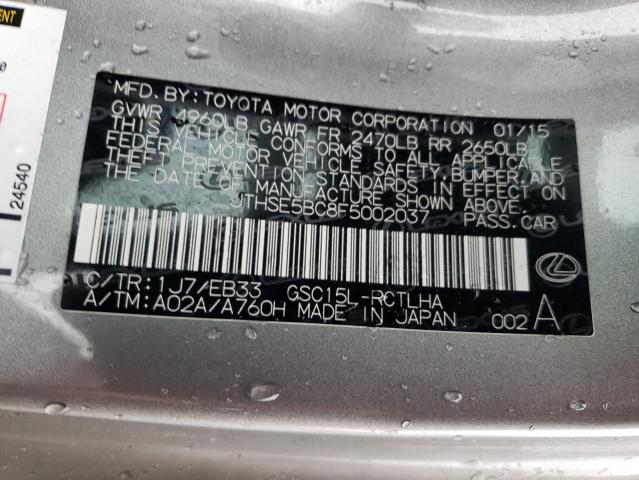 MFD. BY: TOYOTA MOTOR CORPORATION 01/15
GVWR 4960LB GAWR FR 2470LB RR 2650LB
THIS VEHICLE CONFORMS TO ALL APPLICABLE
FEDERAL MOTOR VEHICLE SAFETY, BUMPER, AND
THEFT PREVENTION STANDARDS IN EFFECT ON
THE DATE OF MANUFACTURE SHOWN ABOVE.
JTHSE5BC8F5002037 PASS. CAR
C/TR: 1J7/EB33 GSC15L-RCTLHA
A/TM: A02A/A760H MADE IN JAPAN 002 A
24540